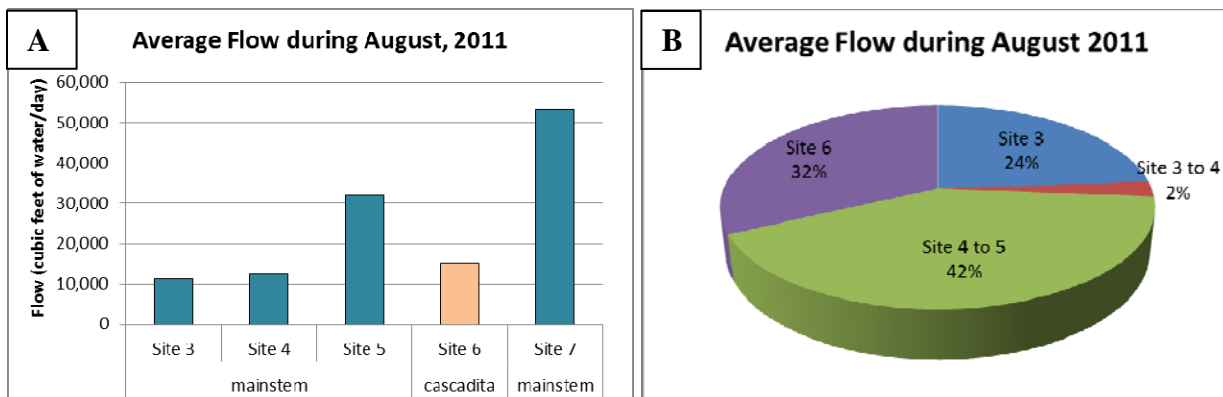 A
Average Flow during August, 2011
Flow (cubic feet of water/day)
60,000
50,000
40,000
30,000
20,000
10,000
0
Site 3 Site 4 Site 5 Site 6 Site 7
mainstem cascadita mainstem
B
Average Flow during August 2011
Site 6
32%
Site 3
24%
Site 3 to 4
2%
Site 4 to 5
42%